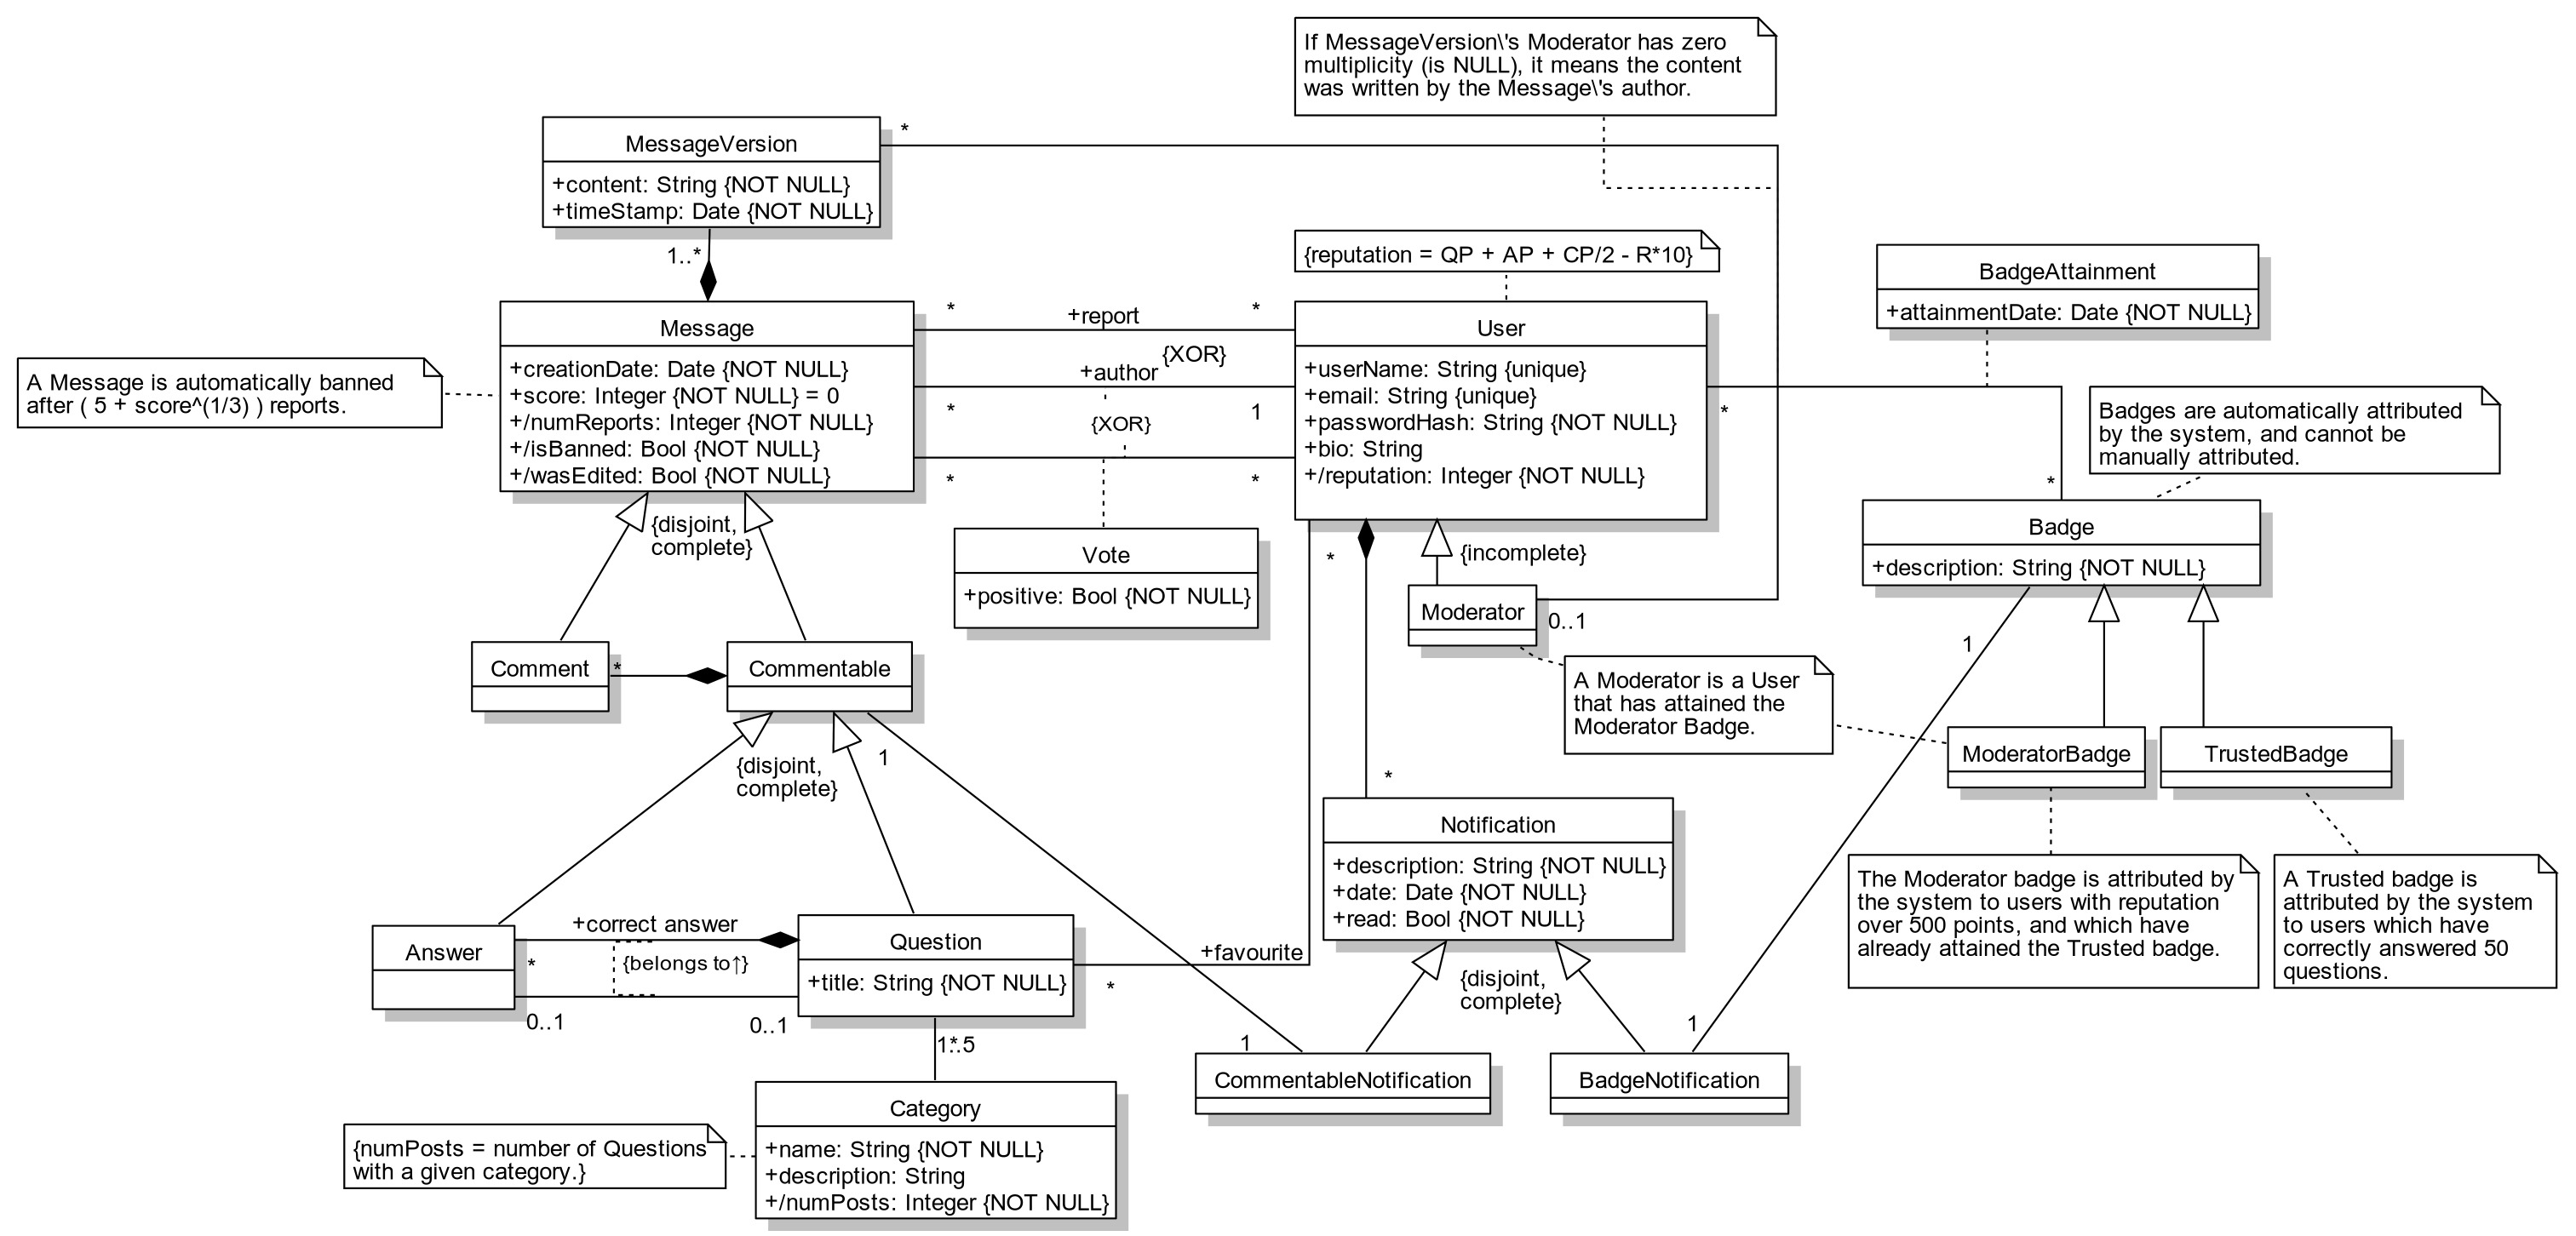 If MessageVersion\'s Moderator has zero
multiplicity (is NULL), it means the content
was written by the Message\'s author.
MessageVersion
+content: String {NOT NULL}
+timeStamp: Date {NOT NULL}
*
1..*
{reputation = QP + AP + CP/2 - R*10}
BadgeAttainment
+attainmentDate: Date {NOT NULL}
Message
+creationDate: Date {NOT NULL}
+score: Integer {NOT NULL} = 0
+/numReports: Integer {NOT NULL}
+/isBanned: Bool {NOT NULL}
+/wasEdited: Bool {NOT NULL}
A Message is automatically banned
after ( 5 + score^(1/3) ) reports.
*
+report
*
{XOR}
+author
*
1
{XOR}
*
*
User
+userName: String {unique}
+email: String {unique}
+passwordHash: String {NOT NULL}
+bio: String
+/reputation: Integer {NOT NULL}
*
*
Badges are automatically attributed
by the system, and cannot be
manually attributed.
Badge
+description: String {NOT NULL}
{disjoint,
complete}
Vote
+positive: Bool {NOT NULL}
*
{incomplete}
Moderator
0..1
1
Comment
*
Commentable
A Moderator is a User
that has attained the
Moderator Badge.
ModeratorBadge
TrustedBadge
{disjoint,
complete}
1
*
Notification
+description: String {NOT NULL}
+date: Date {NOT NULL}
+read: Bool {NOT NULL}
The Moderator badge is attributed by
the system to users with reputation
over 500 points, and which have
already attained the Trusted badge.
A Trusted badge is
attributed by the system
to users which have
correctly answered 50
questions.
Answer
+correct answer
*
{belongs to↑}
0..1
0..1
Question
+title: String {NOT NULL}
+favourite
*
{disjoint,
complete}
1
1
*
1..5
CommentableNotification
BadgeNotification
Category
+name: String {NOT NULL}
+description: String
+/numPosts: Integer {NOT NULL}
{numPosts = number of Questions
with a given category.}